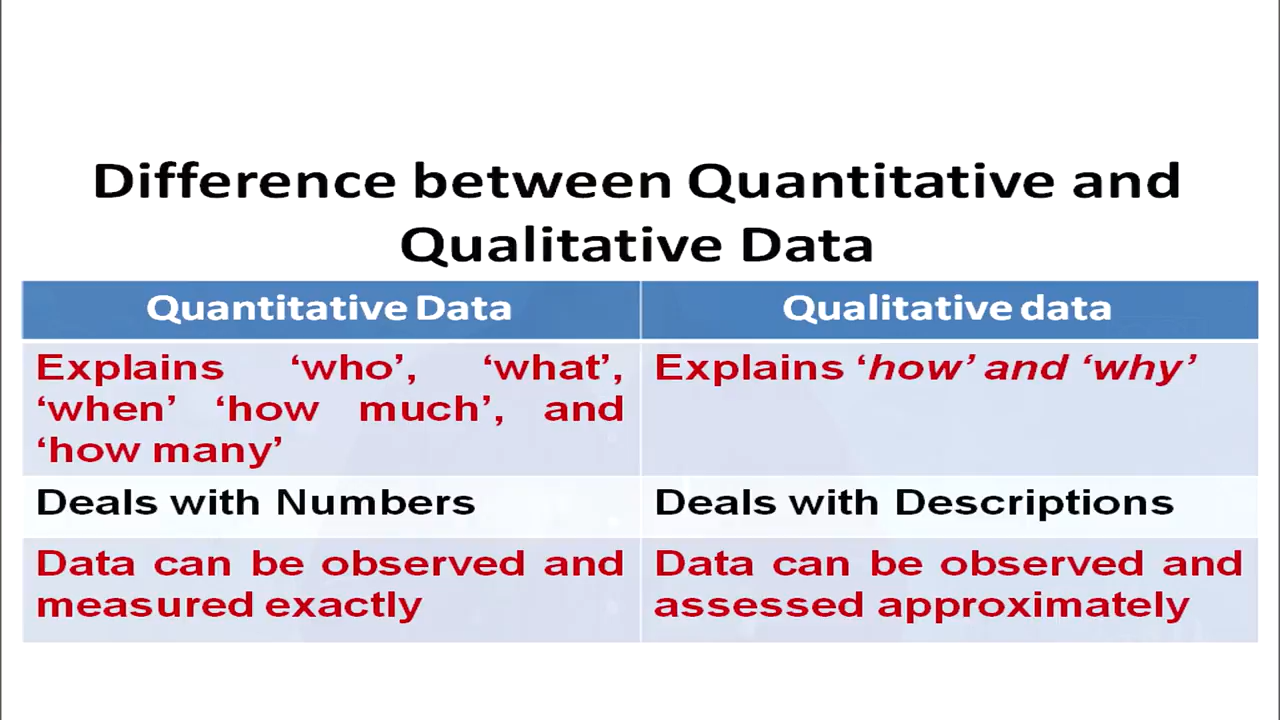 Difference between Quantitative and
Qualitative Data
Quantitative Data
Qualitative data
Explains ‘who’, ‘what’,
‘when’ ‘how much’, and
‘how many’
Explains ‘how’ and ‘why’
Deals with Numbers
Deals with Descriptions
Data can be observed and
measured exactly
Data can be observed and
assessed approximately